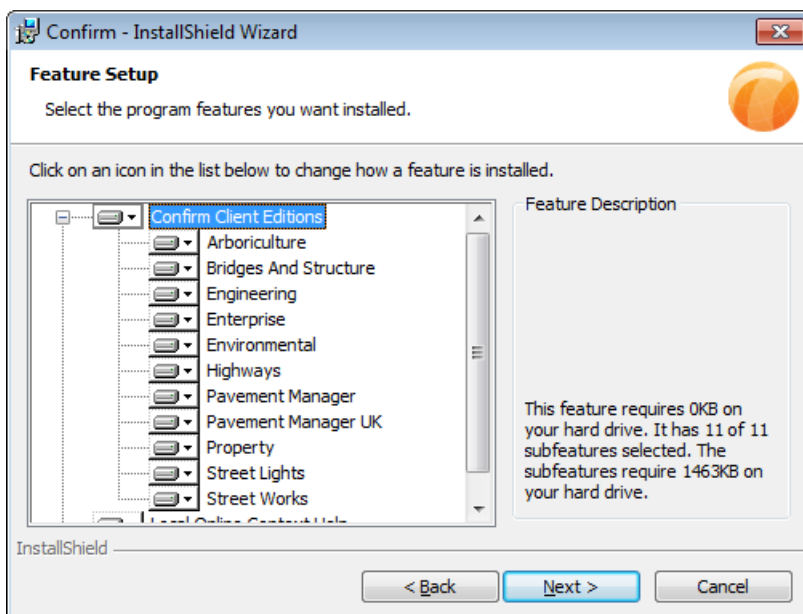 Confirm - InstallShield Wizard
Feature Setup
Select the program features you want installed.
Click on an icon in the list below to change how a feature is installed.
Confirm Client Editions
Arboriculture
Bridges And Structure
Engineering
Enterprise
Environmental
Highways
Pavement Manager
Pavement Manager UK
Property
Street Lights
Street Works
Local Online Context Help
Feature Description
This feature requires 0KB on
your hard drive. It has 11 of 11
subfeatures selected. The
subfeatures require 1463KB on
your hard drive.
InstallShield
< Back
Next >
Cancel